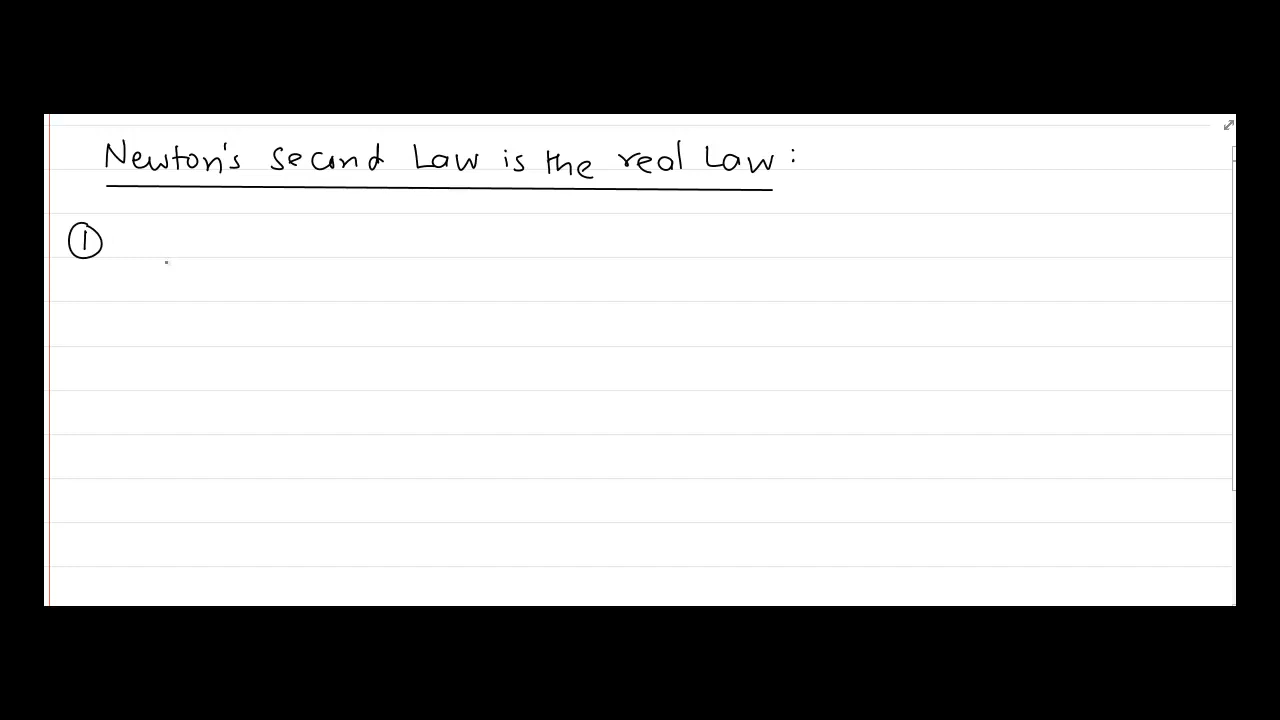 Newton's second Law is the real Law :
①